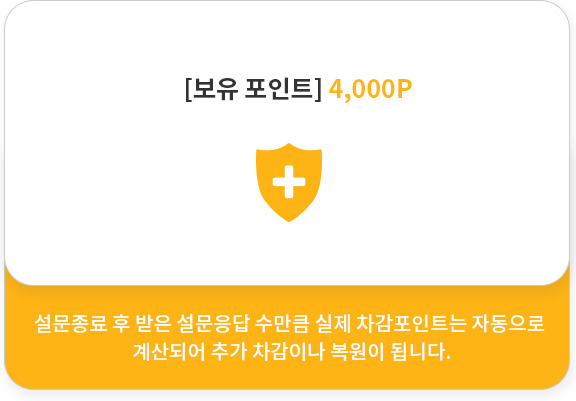 [보유 포인트] 4,000P
설문종료 후 받은 설문응답 수만큼 실제 차감포인트는 자동으로
계산되어 추가 차감이나 복원이 됩니다.